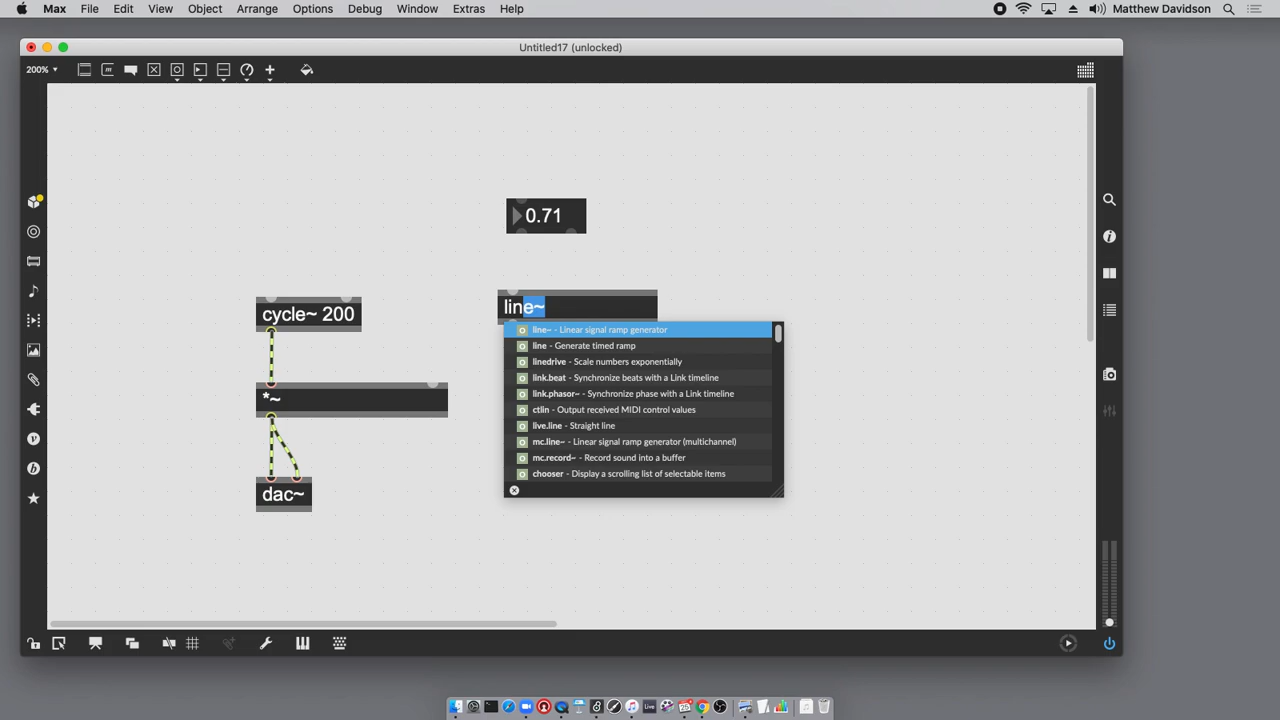 Max File Edit View Object Arrange Options Debug Window Extras Help Matthew Davidson
Untitled17 (unlocked)
200%
0.71
cycle~ 200
line~
line~ - Linear signal ramp generator
line - Generate timed ramp
linedrive - Scale numbers exponentially
link.beat - Synchronize beats with a Link timeline
link.phasor~ - Synchronize phase with a Link timeline
ctlin - Output received MIDI control values
live.line - Straight line
mc.line~ - Linear signal ramp generator (multichannel)
mc.record~ - Record sound into a buffer
chooser - Display a scrolling list of selectable items
*~
dac~
Live